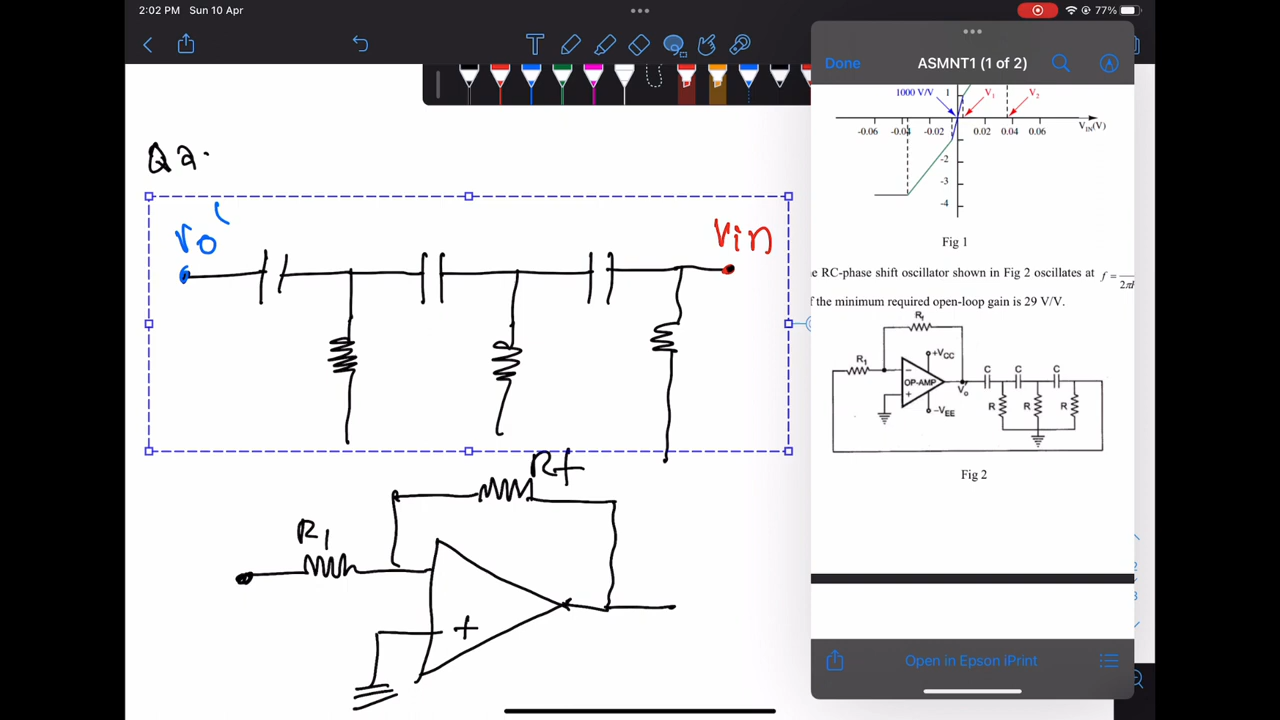 2:02 PM Sun 10 Apr
77%
T
Done
ASMNT1 (1 of 2)
Q2.
Vo'
Vin
Rf
R1
+
1000 V/V
1
V1
V2
-0.06 -0.04 -0.02 0.02 0.04 0.06
VIN(V)
-2
-3
-4
Fig 1
e RC-phase shift oscillator shown in Fig 2 oscillates at f =
2π
f the minimum required open-loop gain is 29 V/V.
Rf
R1
+VCC
OP-AMP
−
+
-VEE
Vo
C C C
R R R
Fig 2
Open in Epson iPrint
2
3